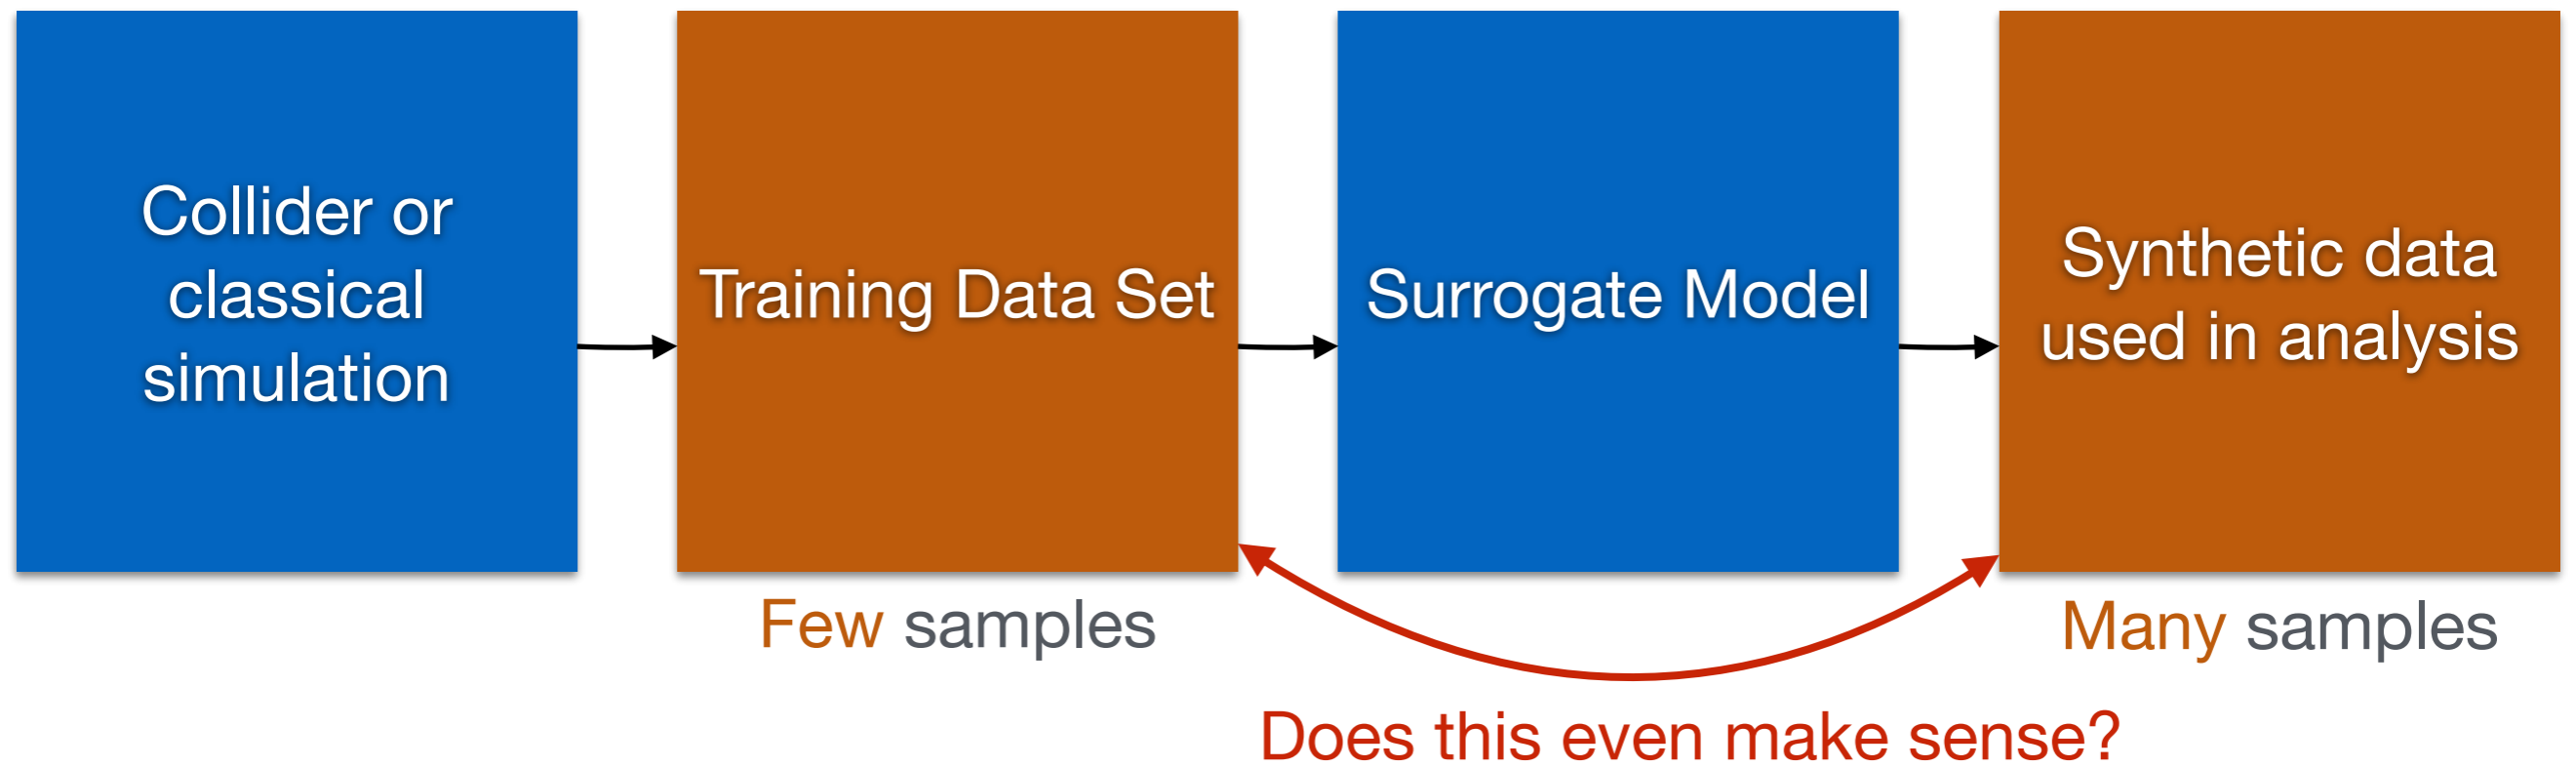 Collider or
classical
simulation
Training Data Set
Surrogate Model
Synthetic data
used in analysis
Few samples
Many samples
Does this even make sense?